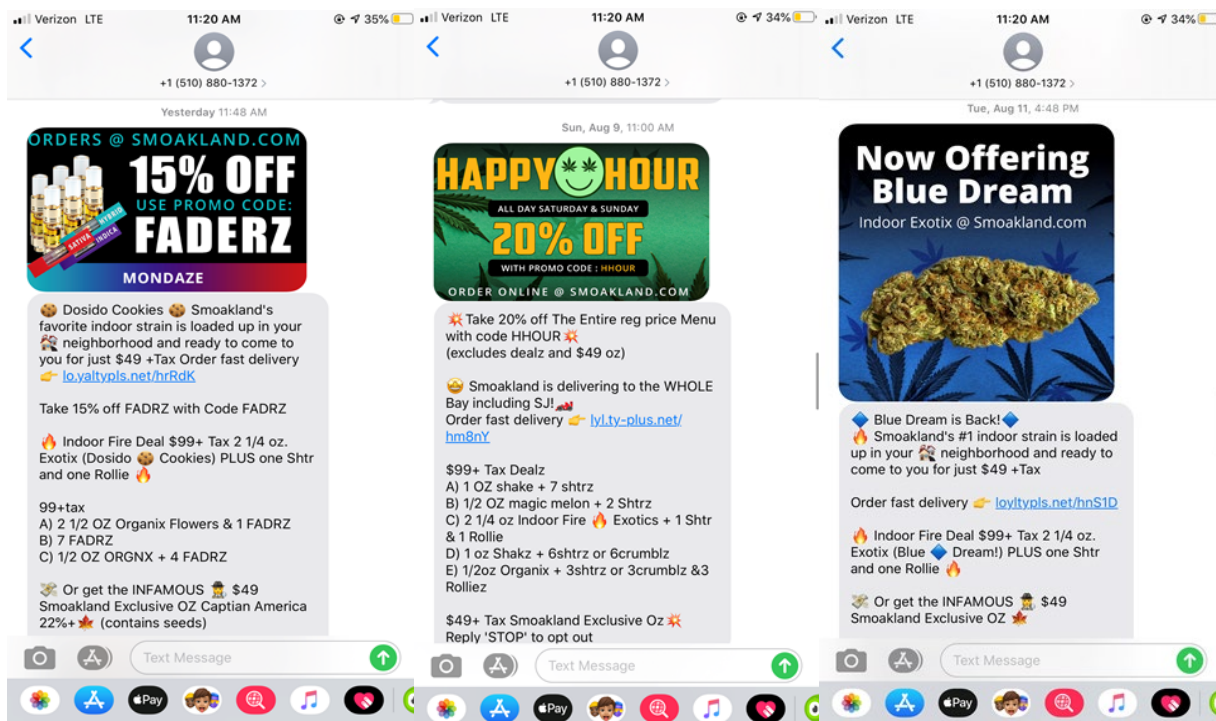 Verizon LTE
11:20 AM
35%
+1 (510) 880-1372 >
Yesterday 11:48 AM
ORDERS @ SMOAKLAND.COM
15% OFF
USE PROMO CODE:
FADERZ
HYBRID
SATIVA
INDICA
MONDAZE
🍪 Dosido Cookies 🍪 Smoakland's
favorite indoor strain is loaded up in your
🏘️ neighborhood and ready to come to
you for just $49 +Tax Order fast delivery
👉 lo.yaltypls.net/hrRdK
Take 15% off FADRZ with Code FADRZ
🔥 Indoor Fire Deal $99+ Tax 2 1/4 oz.
Exotix (Dosido 🍪 Cookies) PLUS one Shtr
and one Rollie 🔥
99+tax
A) 2 1/2 OZ Organix Flowers & 1 FADRZ
B) 7 FADRZ
C) 1/2 OZ ORGNX + 4 FADRZ
💸 Or get the INFAMOUS 🕵️ $49
Smoakland Exclusive OZ Captian America
22%+🍁 (contains seeds)
Text Message
Pay
Verizon LTE
11:20 AM
34%
+1 (510) 880-1372 >
Sun, Aug 9, 11:00 AM
HAPPY HOUR
ALL DAY SATURDAY & SUNDAY
20% OFF
WITH PROMO CODE : HHOUR
ORDER ONLINE @ SMOAKLAND.COM
💥Take 20% off The Entire reg price Menu
with code HHOUR💥
(excludes dealz and $49 oz)
🤩 Smoakland is delivering to the WHOLE
Bay including SJ!🏎️
Order fast delivery 👉 lyl.ty-plus.net/
hm8nY
$99+ Tax Dealz
A) 1 OZ shake + 7 shtrz
B) 1/2 OZ magic melon + 2 Shtrz
C) 2 1/4 oz Indoor Fire 🔥 Exotics + 1 Shtr
& 1 Rollie
D) 1 oz Shakz + 6shtrz or 6crumblz
E) 1/2oz Organix + 3shtrz or 3crumblz &3
Rolliez
$49+ Tax Smoakland Exclusive Oz💥
Reply 'STOP' to opt out
Text Message
Pay
Verizon LTE
11:20 AM
34%
+1 (510) 880-1372 >
Tue, Aug 11, 4:48 PM
Now Offering
Blue Dream
Indoor Exotix @ Smoakland.com
🔷 Blue Dream is Back!🔷
🔥 Smoakland's #1 indoor strain is loaded
up in your 🏘️ neighborhood and ready to
come to you for just $49 +Tax
Order fast delivery 👉 loyltypls.net/hnS1D
🔥 Indoor Fire Deal $99+ Tax 2 1/4 oz.
Exotix (Blue 🔷 Dream!) PLUS one Shtr
and one Rollie 🔥
💸 Or get the INFAMOUS 🕵️ $49
Smoakland Exclusive OZ 🍁
Text Message
Pay